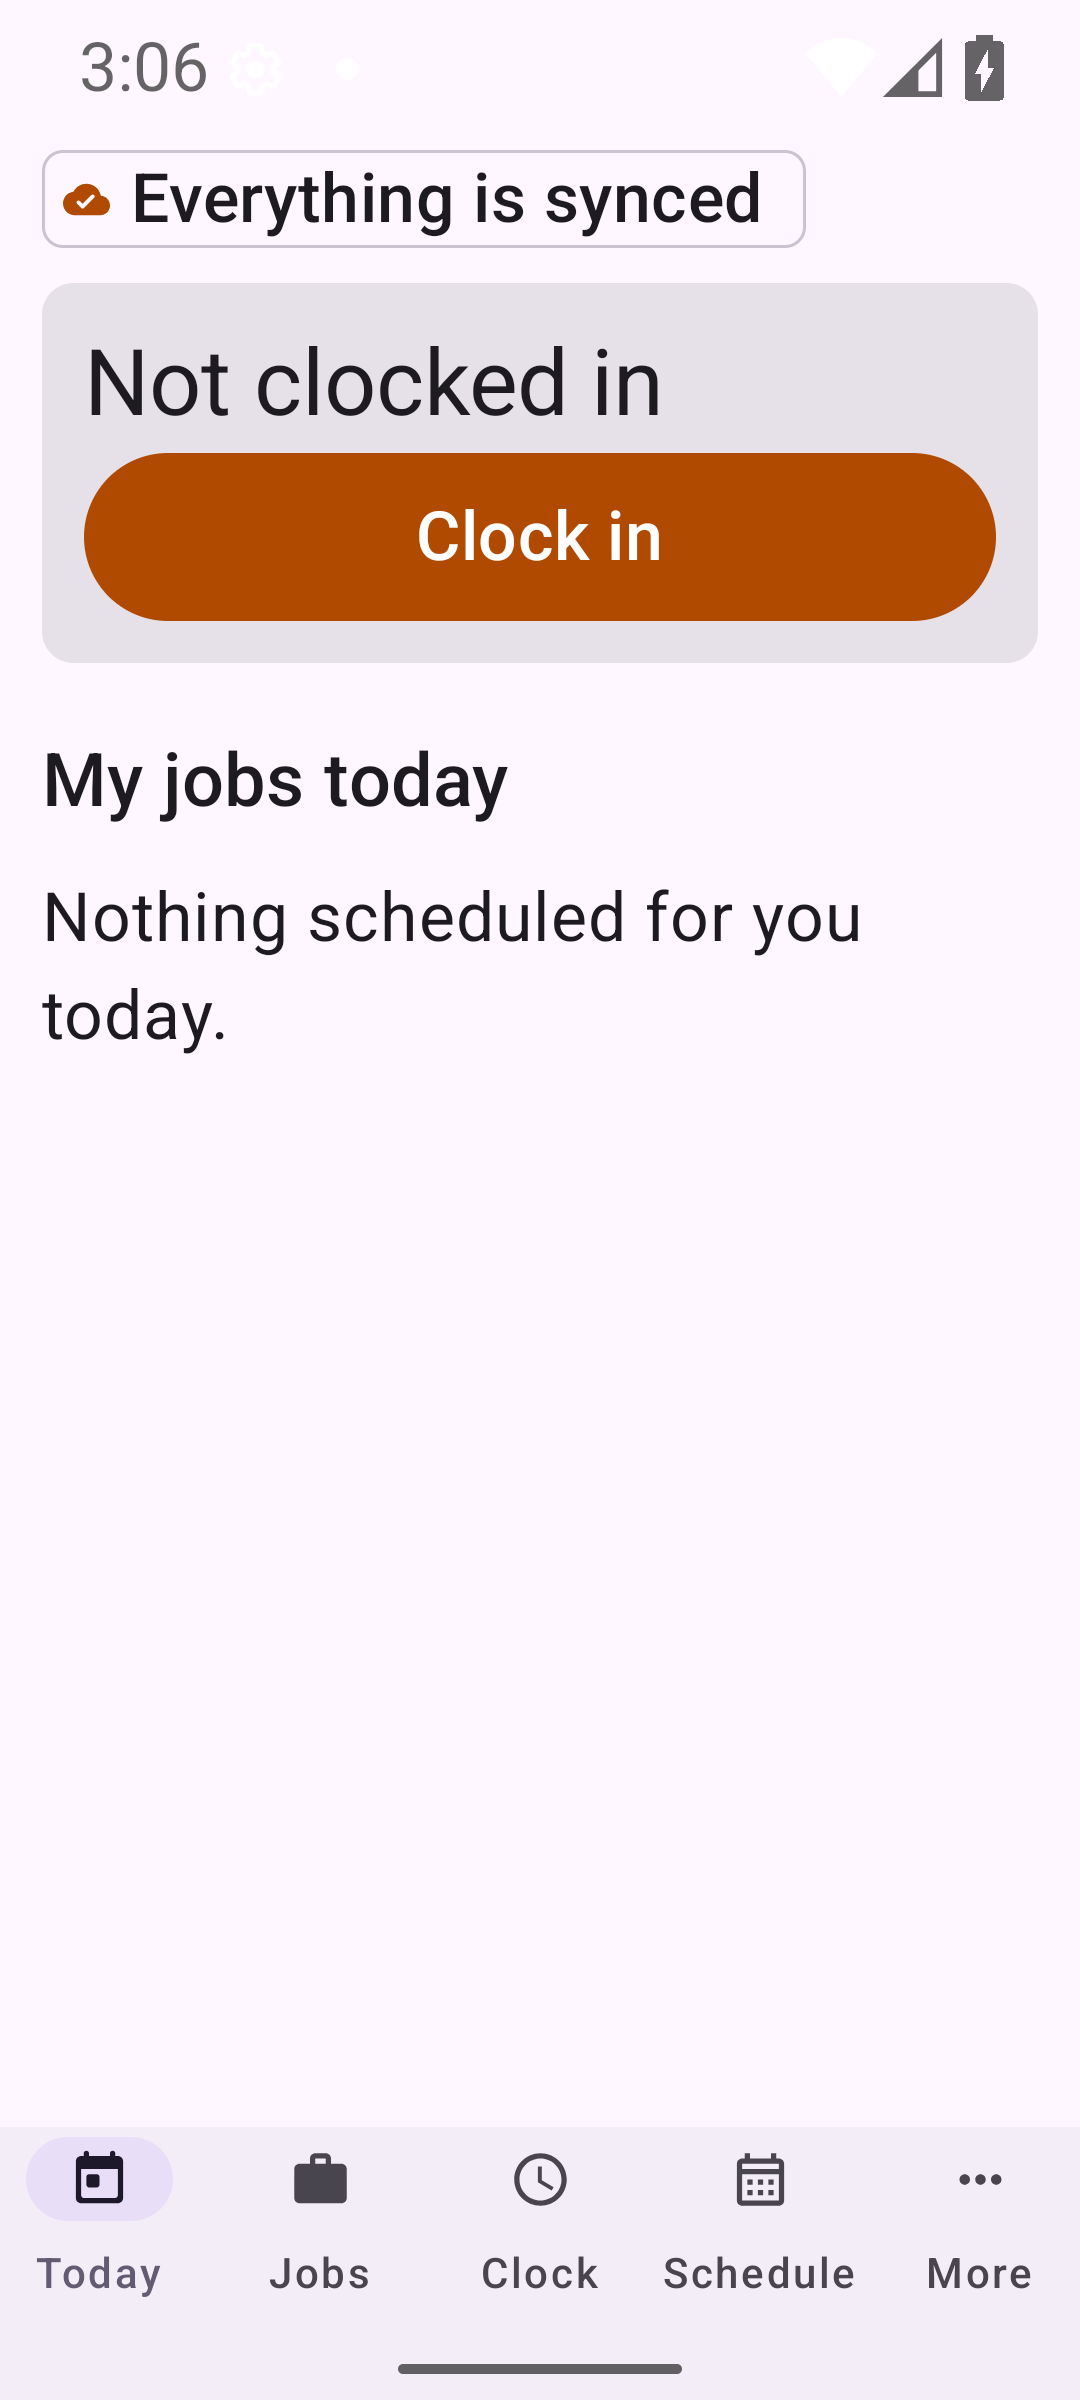 3:06
Everything is synced
Not clocked in
Clock in
My jobs today
Nothing scheduled for you
today.
Today
Jobs
Clock
Schedule
More